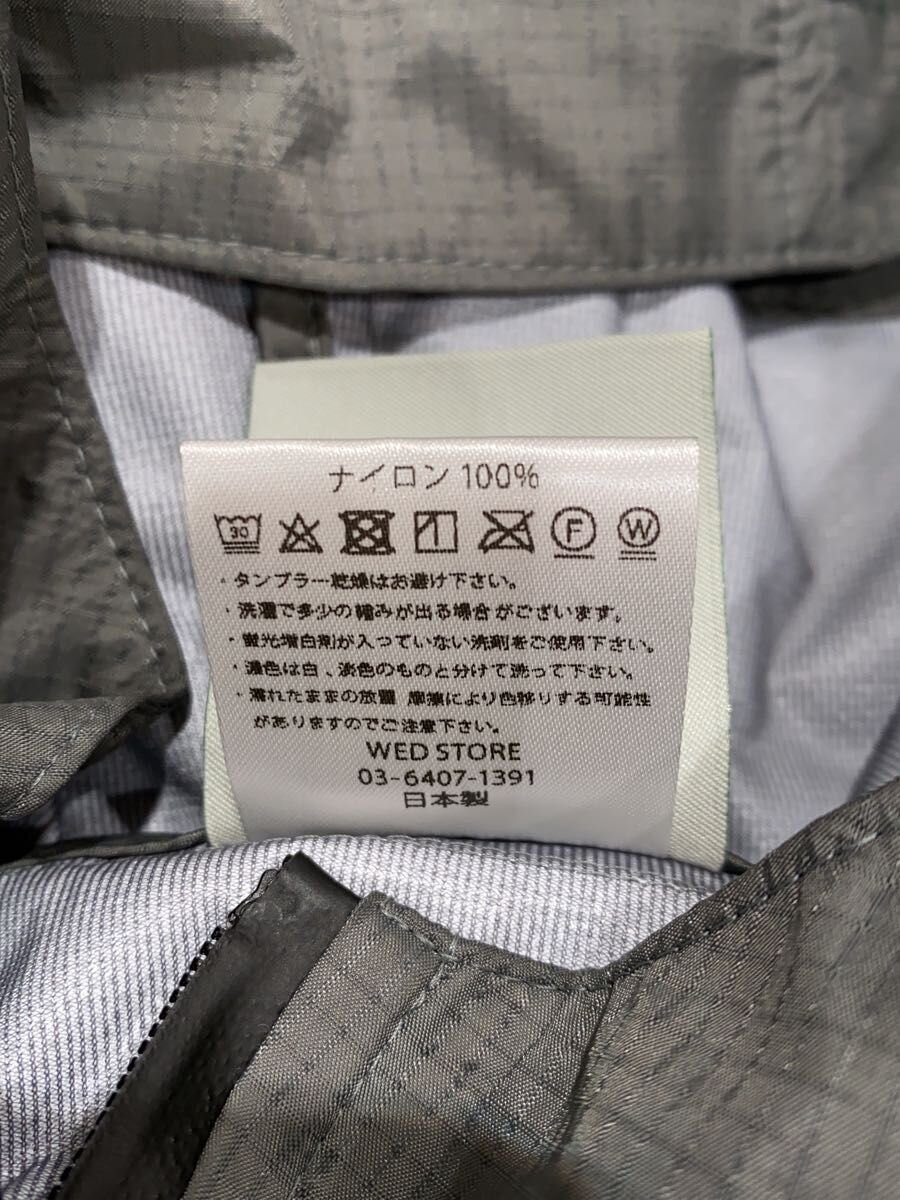 ナイロン 100%
30 F W
・タンブラー乾燥はお避け下さい。
・洗濯で多少の縮みが出る場合がございます。
・蛍光増白剤が入っていない洗剤をご使用下さい。
・濃色は白、淡色のものと分けて洗って下さい。
・濡れたままの放置 摩擦により色移りする可能性
がありますのでご注意下さい。
WED STORE
03-6407-1391
日本製